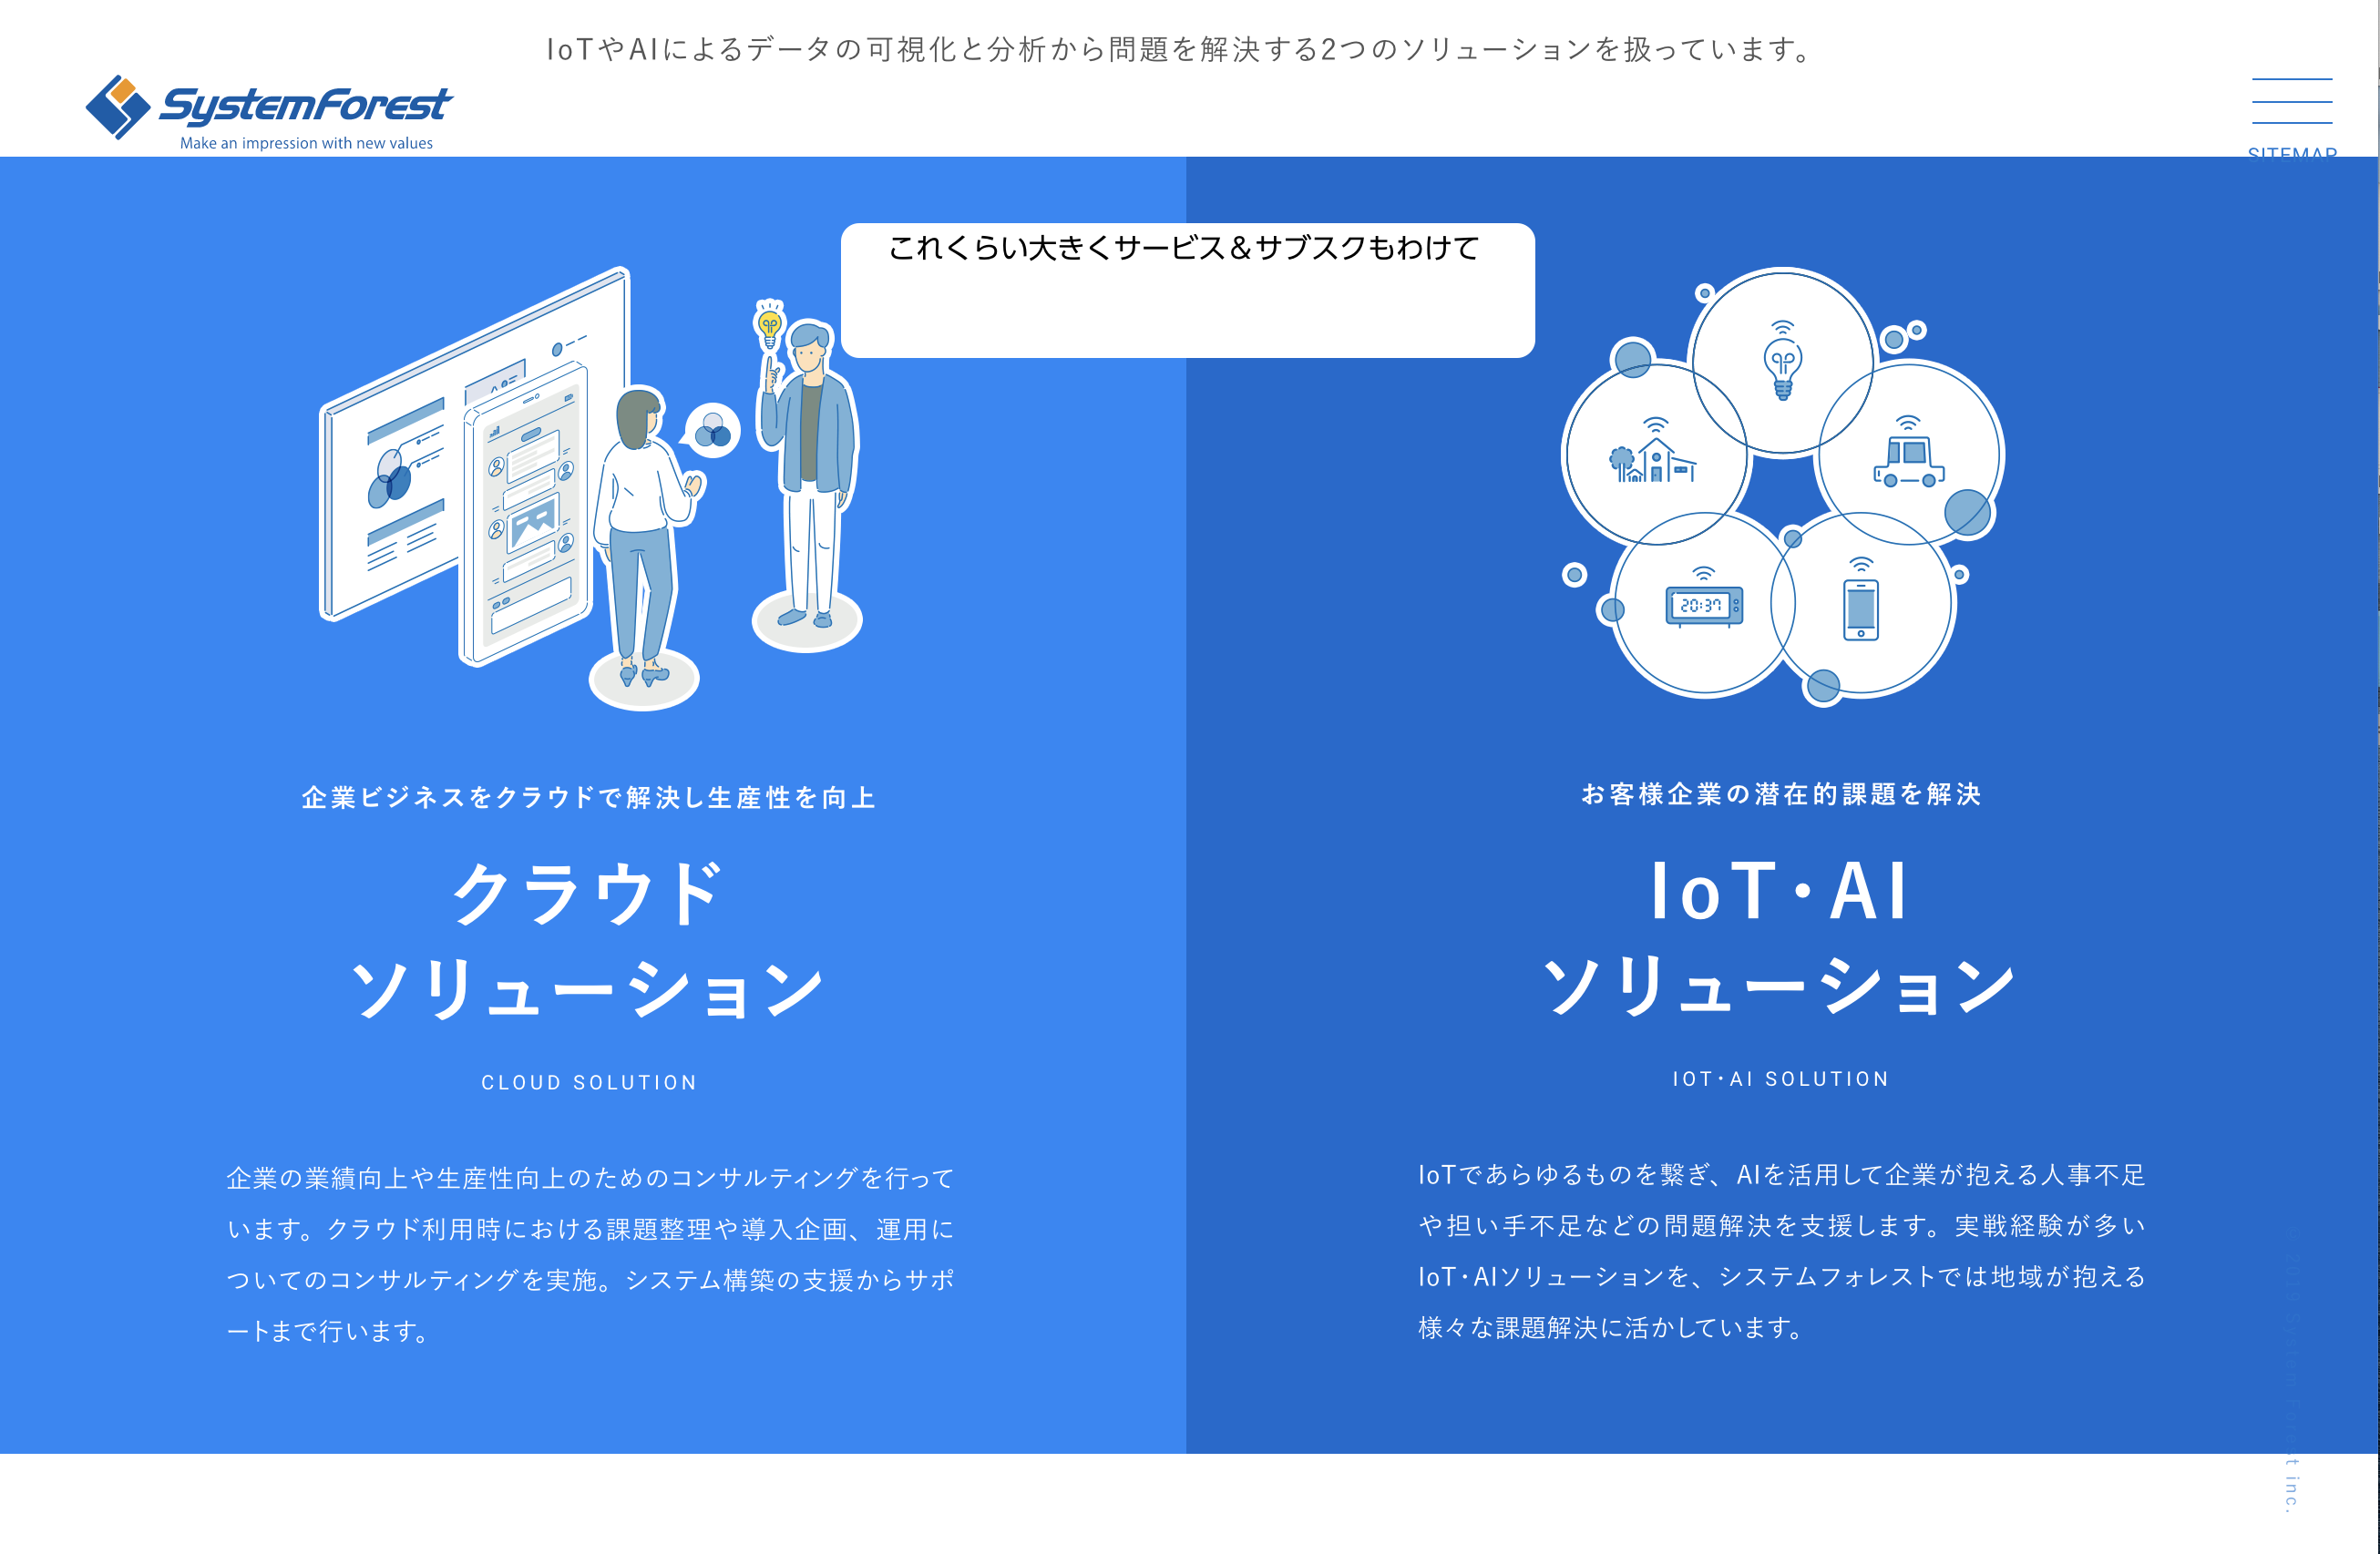 IoTやAIによるデータの可視化と分析から問題を解決する2つのソリューションを扱っています。
SystemForest
Make an impression with new values
SITEMAP
これくらい大きくサービス＆サブスクもわけて
20:37
企業ビジネスをクラウドで解決し生産性を向上
クラウド
ソリューション
CLOUD SOLUTION
企業の業績向上や生産性向上のためのコンサルティングを行って
います。クラウド利用時における課題整理や導入企画、運用に
ついてのコンサルティングを実施。システム構築の支援からサポ
ートまで行います。
お客様企業の潜在的課題を解決
IoT・AI
ソリューション
IOT・AI SOLUTION
IoTであらゆるものを繋ぎ、AIを活用して企業が抱える人事不足
や担い手不足などの問題解決を支援します。実戦経験が多い
IoT・AIソリューションを、システムフォレストでは地域が抱える
様々な課題解決に活かしています。
inc.